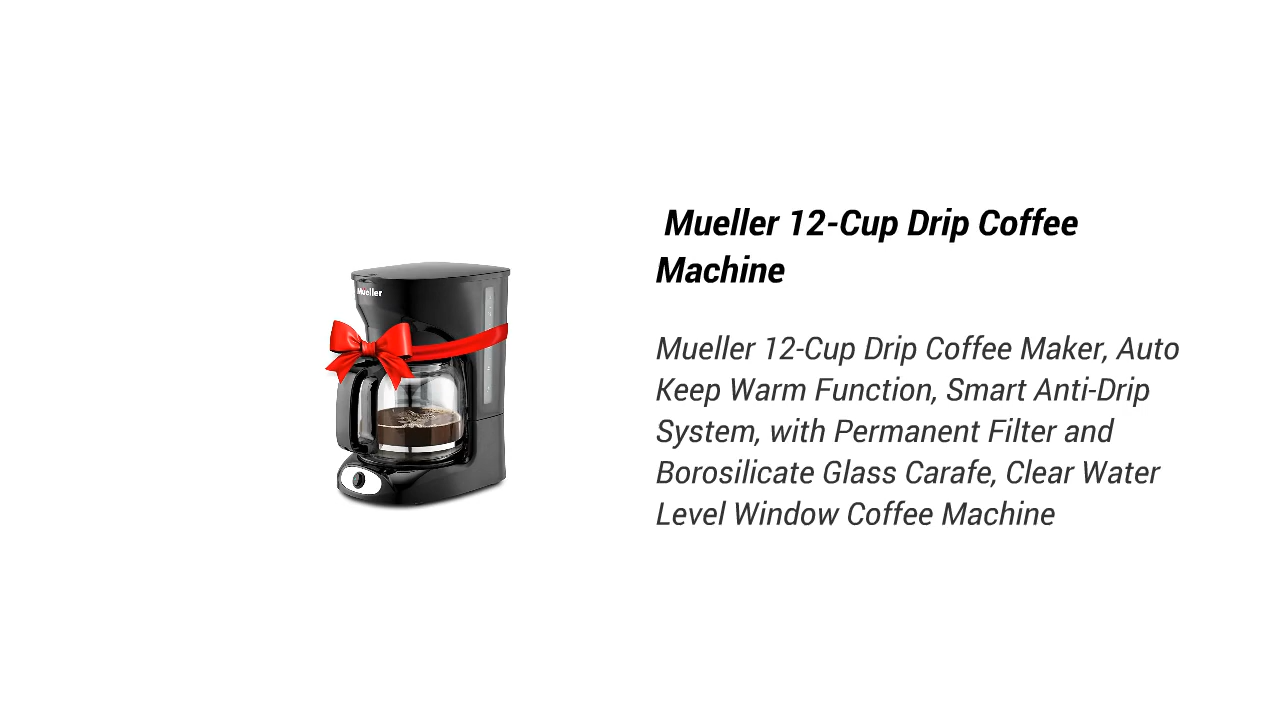 Mueller
Mueller 12-Cup Drip Coffee
Machine
Mueller 12-Cup Drip Coffee Maker, Auto
Keep Warm Function, Smart Anti-Drip
System, with Permanent Filter and
Borosilicate Glass Carafe, Clear Water
Level Window Coffee Machine